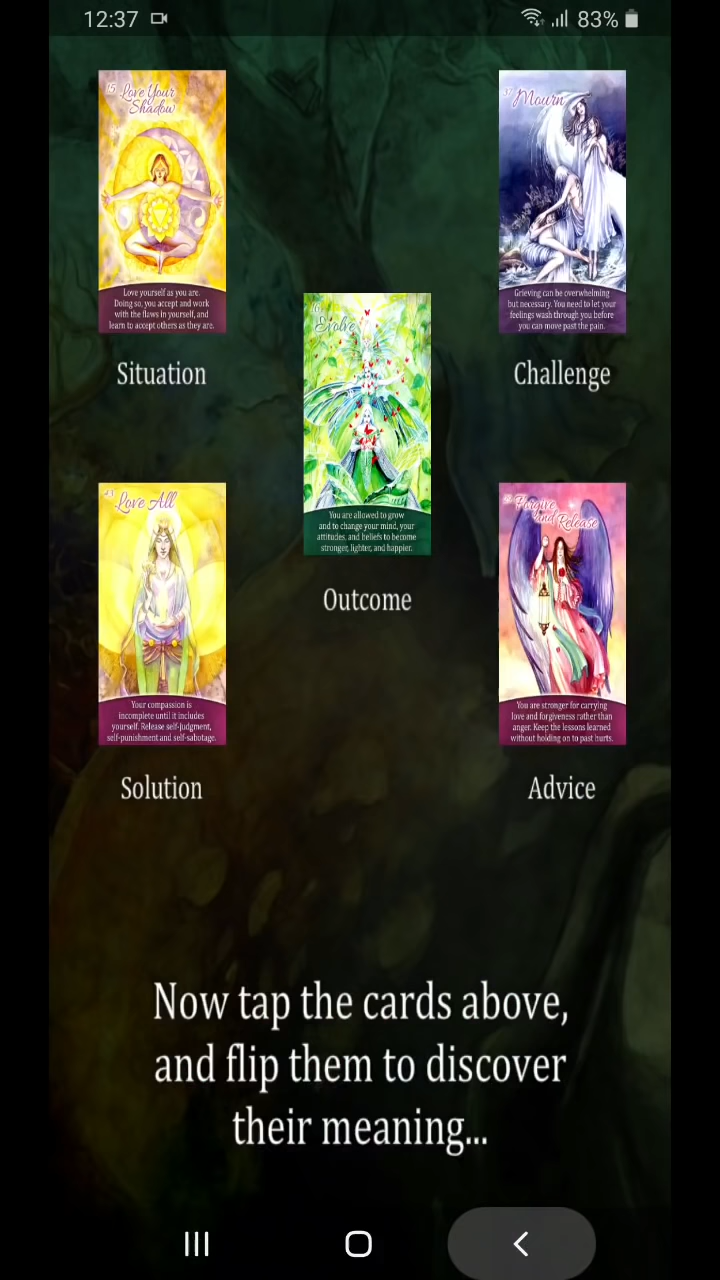 12:37
83%
15 Love Your
Shadow
Love yourself as you are.
Doing so, you accept and work
with the flaws in yourself, and
learn to accept others as they are.
Situation
37 Mourn
Grieving can be overwhelming
but necessary. You need to let your
feelings wash through you before
you can move past the pain.
Challenge
16
Evolve
You are allowed to grow
and to change your mind, your
attitudes, and beliefs to become
stronger, lighter, and happier.
Outcome
Love All
Your compassion is
incomplete until it includes
yourself. Release self-judgment,
self-punishment and self-sabotage.
Solution
Forgive
and Release
You are stronger for carrying
love and forgiveness rather than
anger. Keep the lessons learned
without holding on to past hurts.
Advice
Now tap the cards above,
and flip them to discover
their meaning...